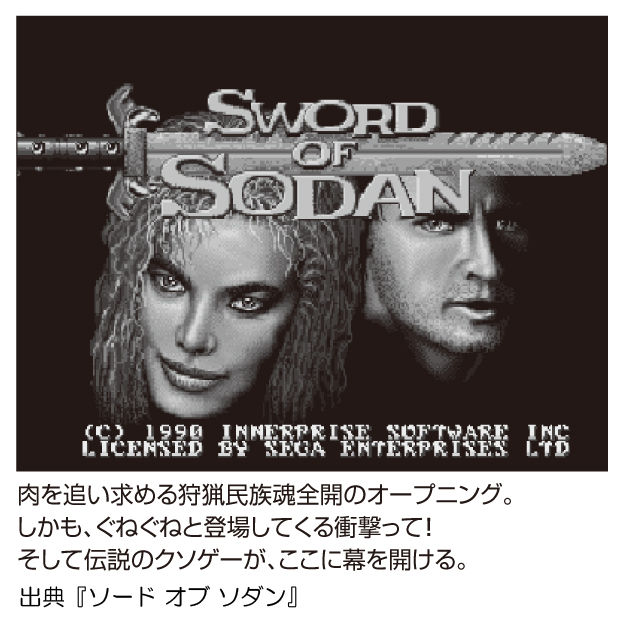 SWORD
OF
SODAN
(C) 1990 INNERPRISE SOFTWARE INC
LICENSED BY SEGA ENTERPRISES LTD
肉を追い求める狩猟民族魂全開のオープニング。
しかも、ぐねぐねと登場してくる衝撃って!
そして伝説のクソゲーが、ここに幕を開ける。
出典『ソード オブ ソダン』